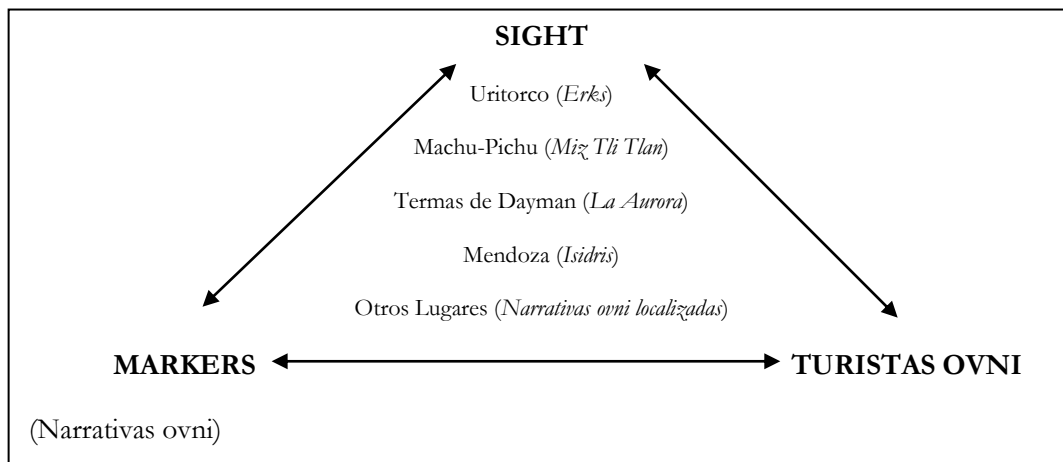 SIGHT
Uritorco (Erks)
Machu-Pichu (Miz Tli Tlan)
Termas de Dayman (La Aurora)
Mendoza (Isidris)
Otros Lugares (Narrativas ovni localizadas)
MARKERS TURISTAS OVNI
(Narrativas ovni)